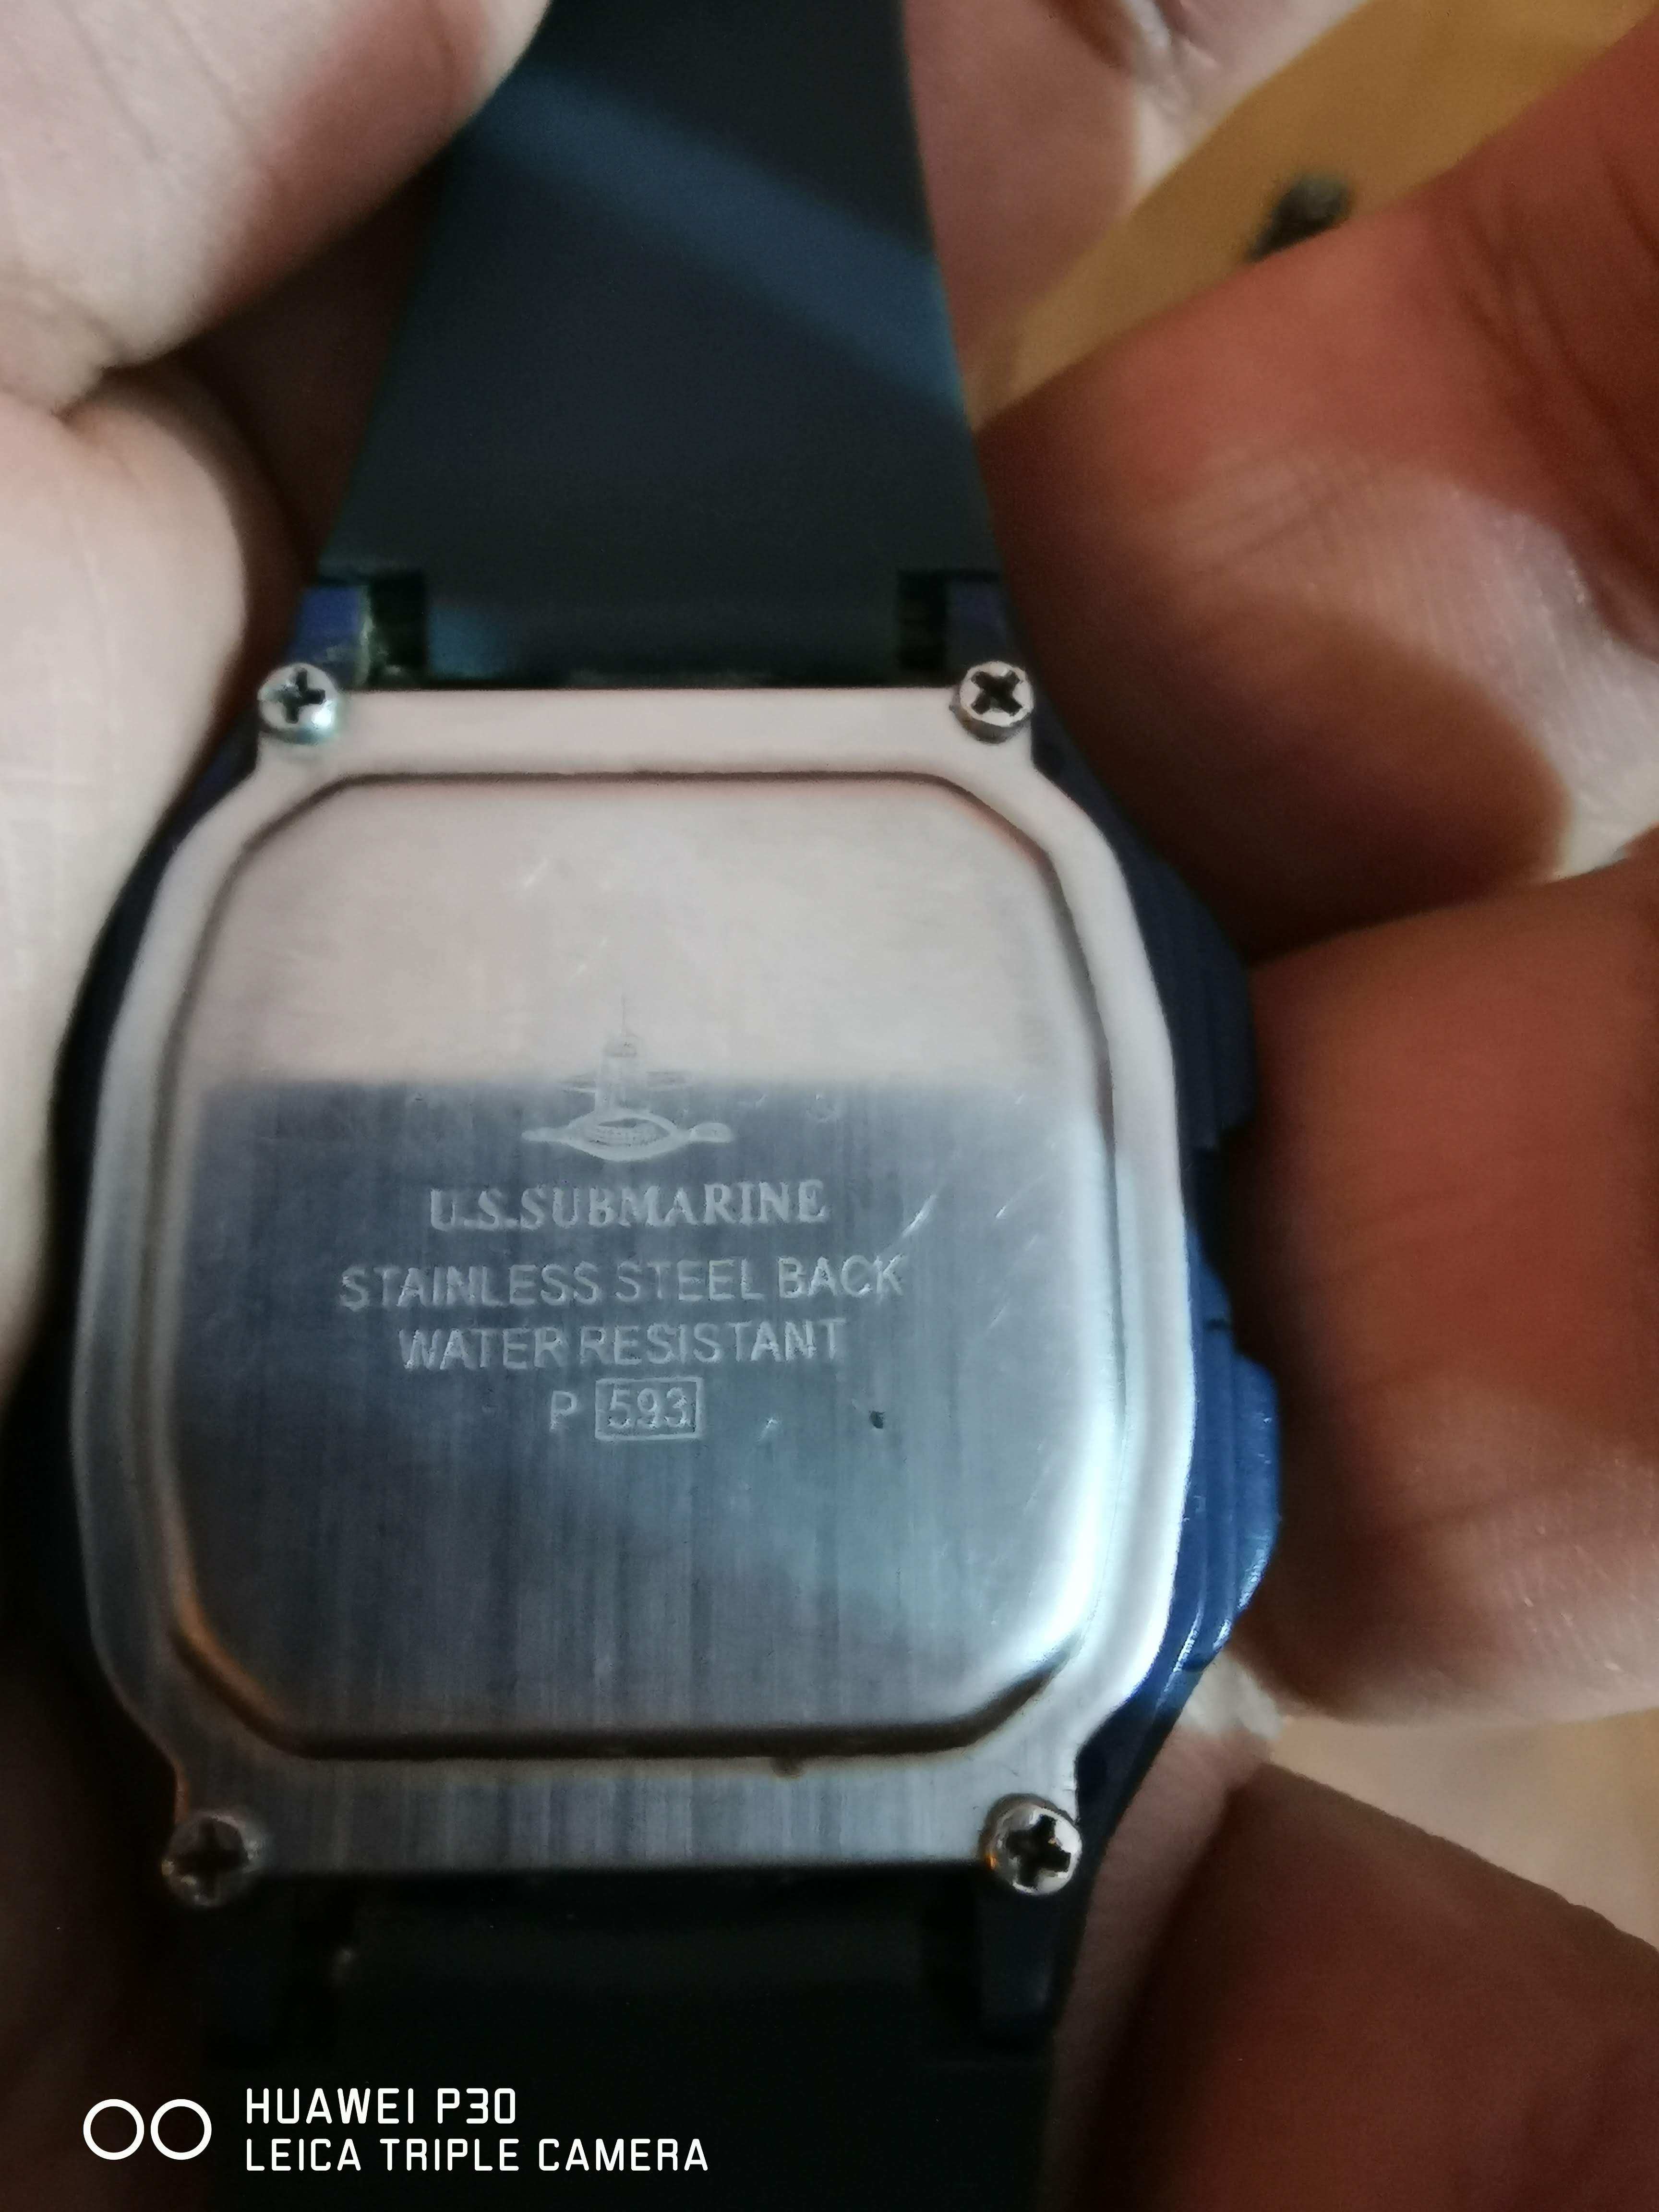 U.S.SUBMARINE
STAINLESS STEEL BACK
WATER RESISTANT
P 593
HUAWEI P30
LEICA TRIPLE CAMERA